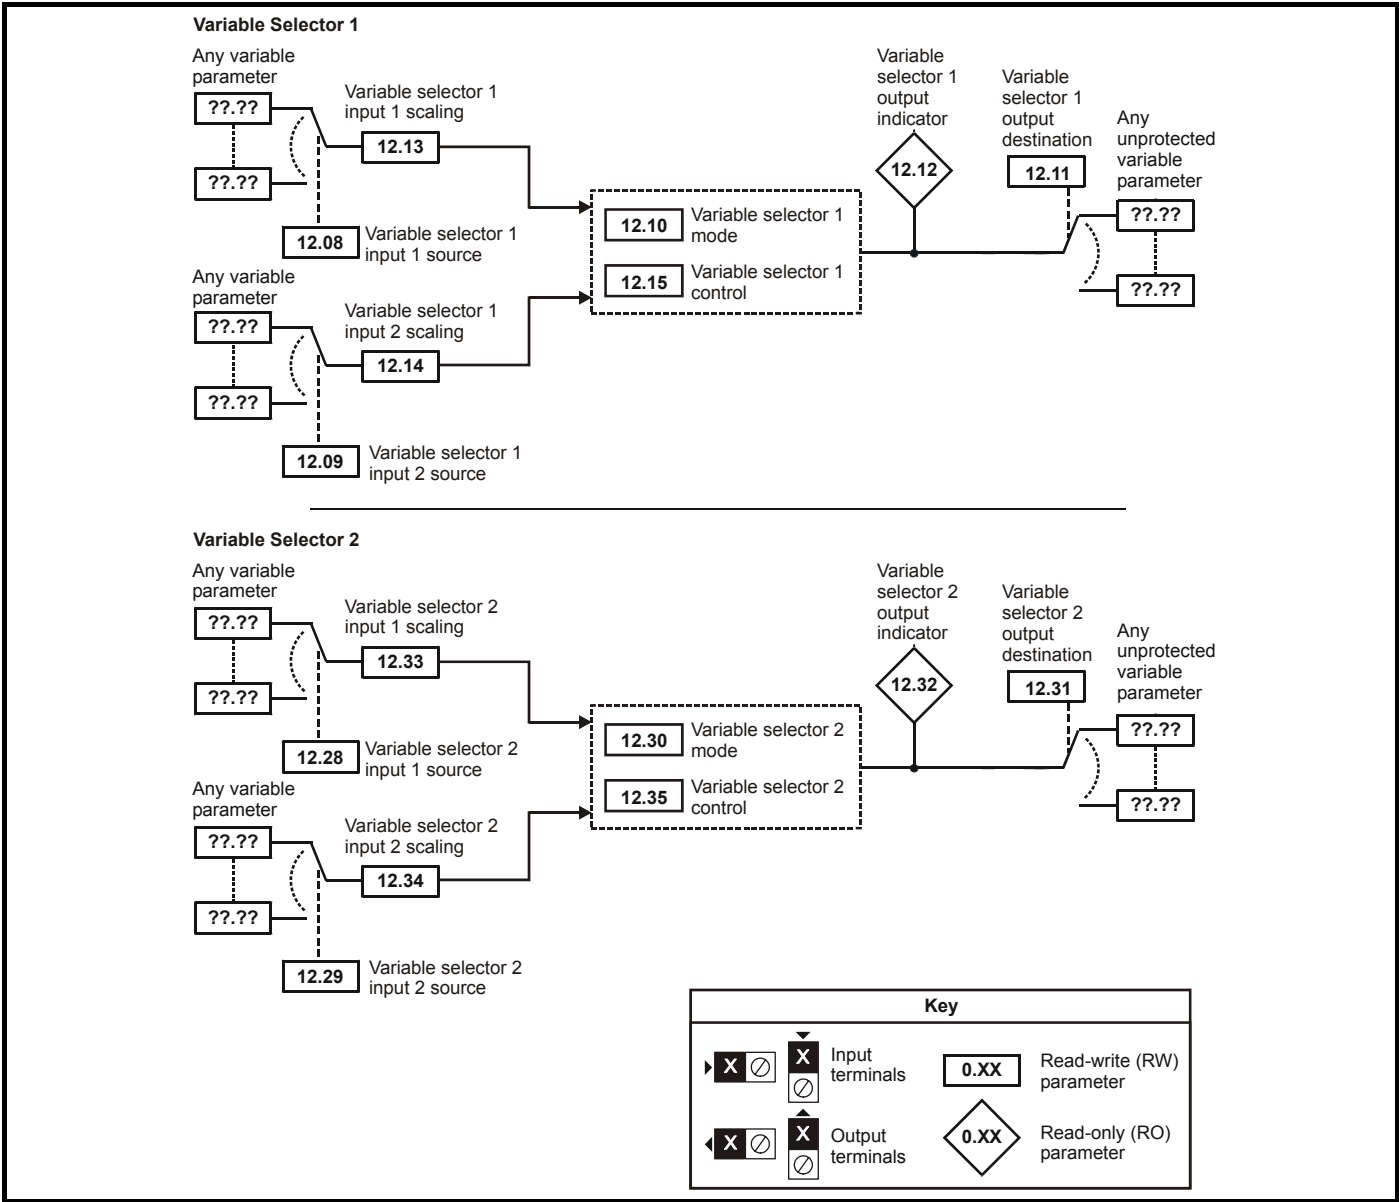 Variable Selector 1
Any variable
parameter
??.??
??.??
Variable selector 1
input 1 scaling
12.13
12.08
Variable selector 1
input 1 source
Any variable
parameter
??.??
??.??
Variable selector 1
input 2 scaling
12.14
12.09
Variable selector 1
input 2 source
12.10
Variable selector 1
mode
12.15
Variable selector 1
control
Variable
selector 1
output
indicator
12.12
Variable
selector 1
output
destination
12.11
Any
unprotected
variable
parameter
??.??
??.??
Variable Selector 2
Any variable
parameter
??.??
??.??
Variable selector 2
input 1 scaling
12.33
12.28
Variable selector 2
input 1 source
Any variable
parameter
??.??
??.??
Variable selector 2
input 2 scaling
12.34
12.29
Variable selector 2
input 2 source
12.30
Variable selector 2
mode
12.35
Variable selector 2
control
Variable
selector 2
output
indicator
12.32
Variable
selector 2
output
destination
12.31
Any
unprotected
variable
parameter
??.??
??.??
Key
X
X
Input
terminals
0.XX
Read-write (RW)
parameter
X
X
Output
terminals
0.XX
Read-only (RO)
parameter